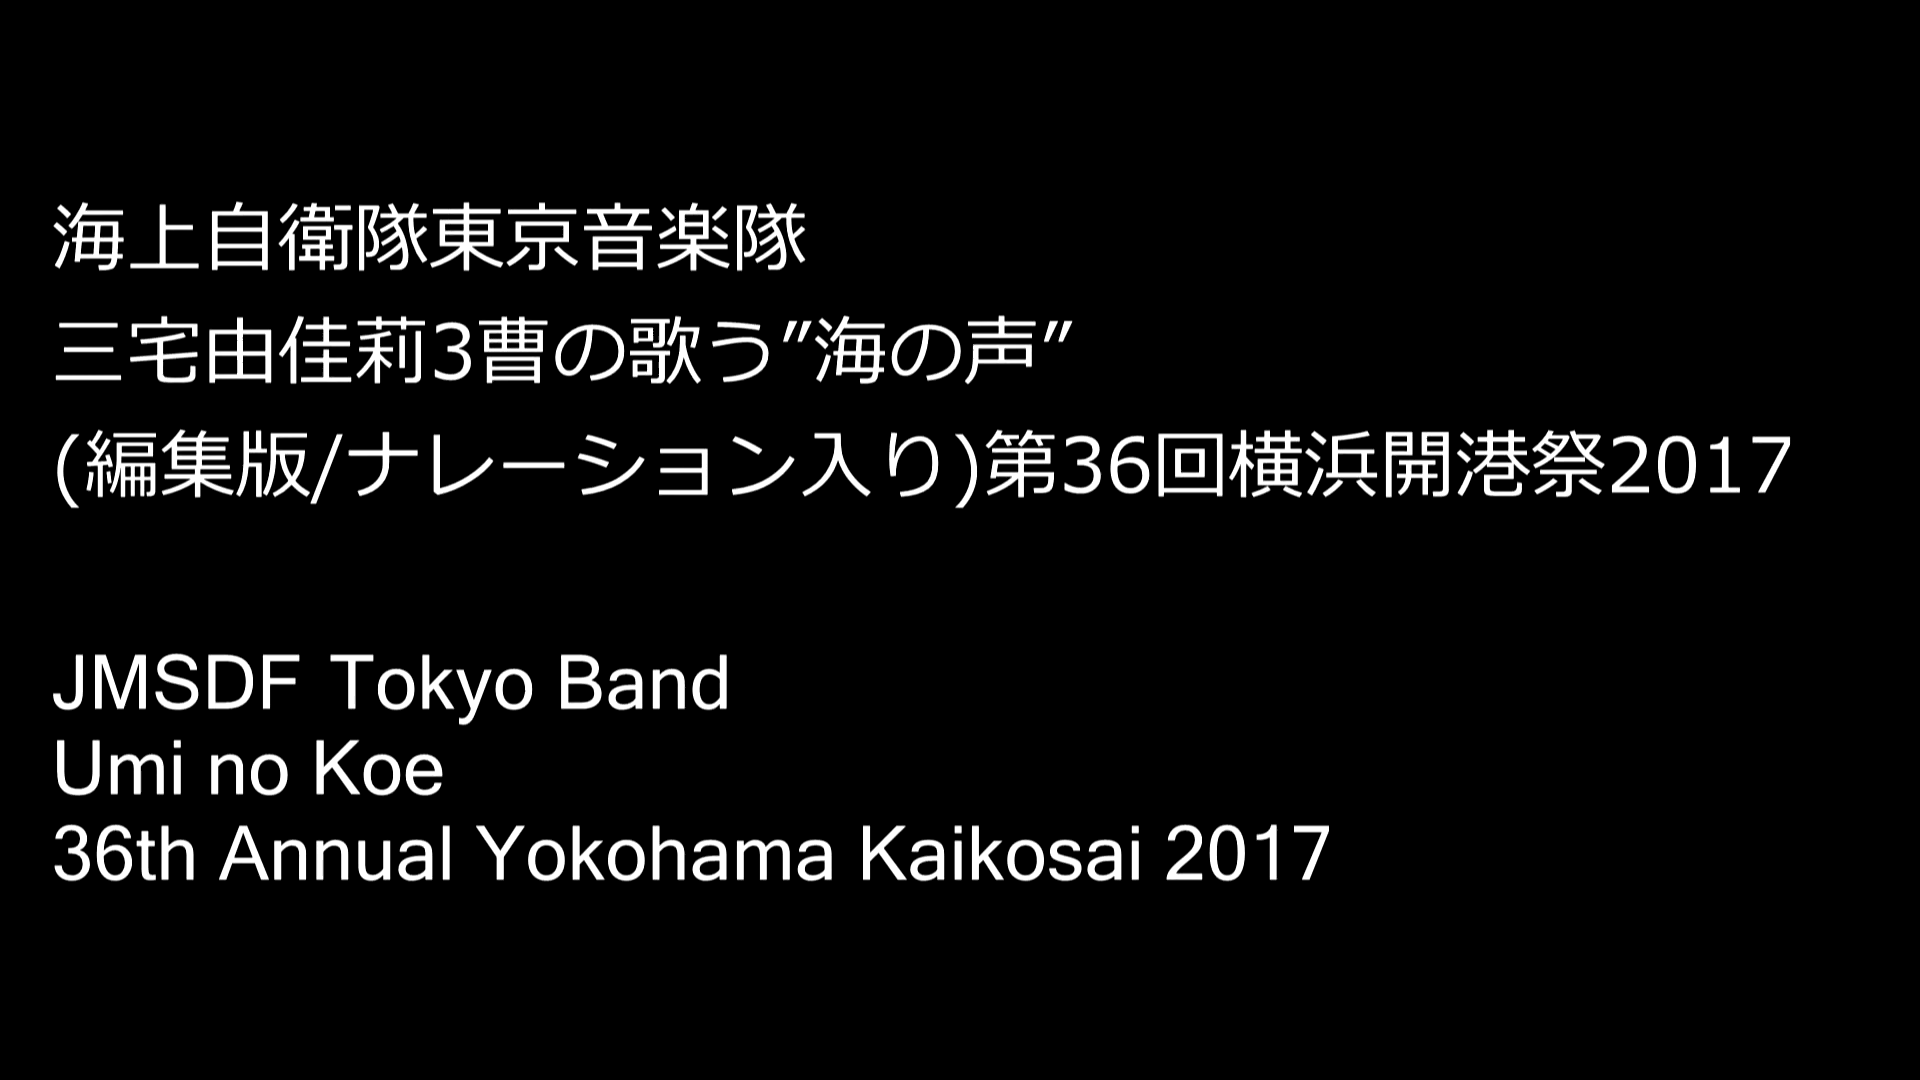 海上自衛隊東京音楽隊
三宅由佳莉3曹の歌う”海の声”
(編集版/ナレーション入り)第36回横浜開港祭2017
JMSDF Tokyo Band
Umi no Koe
36th Annual Yokohama Kaikosai 2017